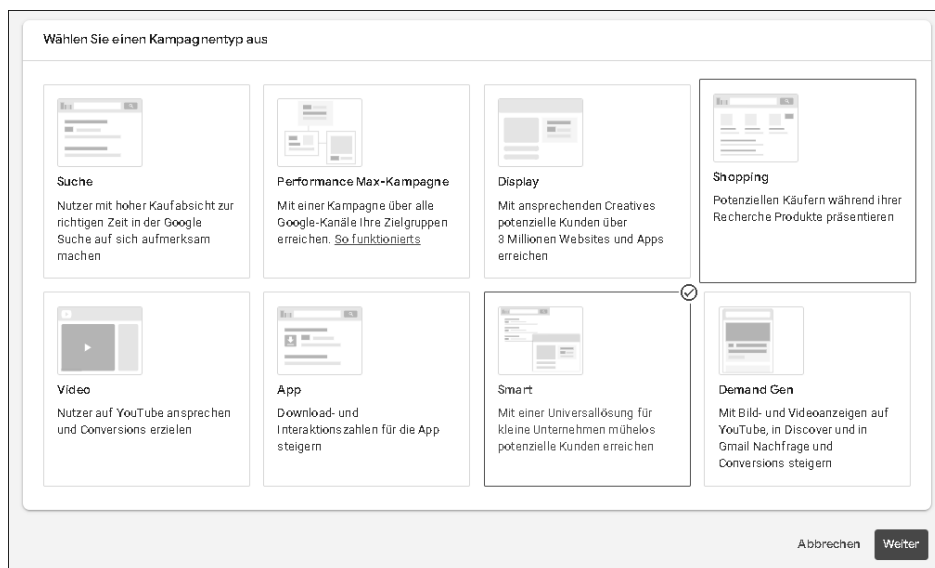 Wählen Sie einen Kampagnentyp aus
Suche
Nutzer mit hoher Kaufabsicht zur
richtigen Zeit in der Google
Suche auf sich aufmerksam
machen
Performance Max-Kampagne
Mit einer Kampagne über alle
Google-Kanäle Ihre Zielgruppen
erreichen. So funktionierts
Display
Mit ansprechenden Creatives
potenzielle Kunden über
3 Millionen Websites und Apps
erreichen
Shopping
Potenziellen Käufern während ihrer
Recherche Produkte präsentieren
Video
Nutzer auf YouTube ansprechen
und Conversions erzielen
App
Download- und
Interaktionszahlen für die App
steigern
Smart
Mit einer Universallösung für
kleine Unternehmen mühelos
potenzielle Kunden erreichen
Demand Gen
Mit Bild- und Videoanzeigen auf
YouTube, in Discover und in
Gmail Nachfrage und
Conversions steigern
Abbrechen
Weiter